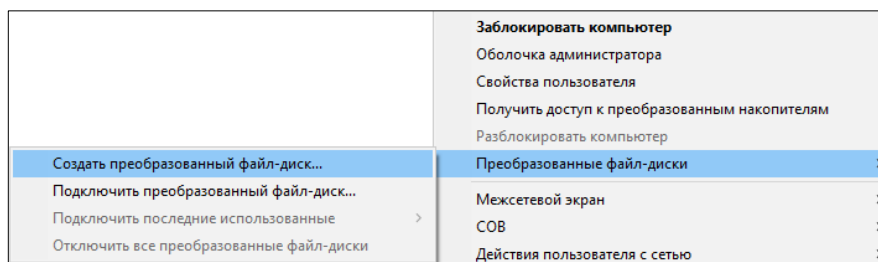 Заблокировать компьютер
Оболочка администратора
Свойства пользователя
Получить доступ к преобразованным накопителям
Разблокировать компьютер
Преобразованные файл-диски
Межсетевой экран
СОВ
Действия пользователя с сетью
Создать преобразованный файл-диск...
Подключить преобразованный файл-диск...
Подключить последние использованные
Отключить все преобразованные файл-диски